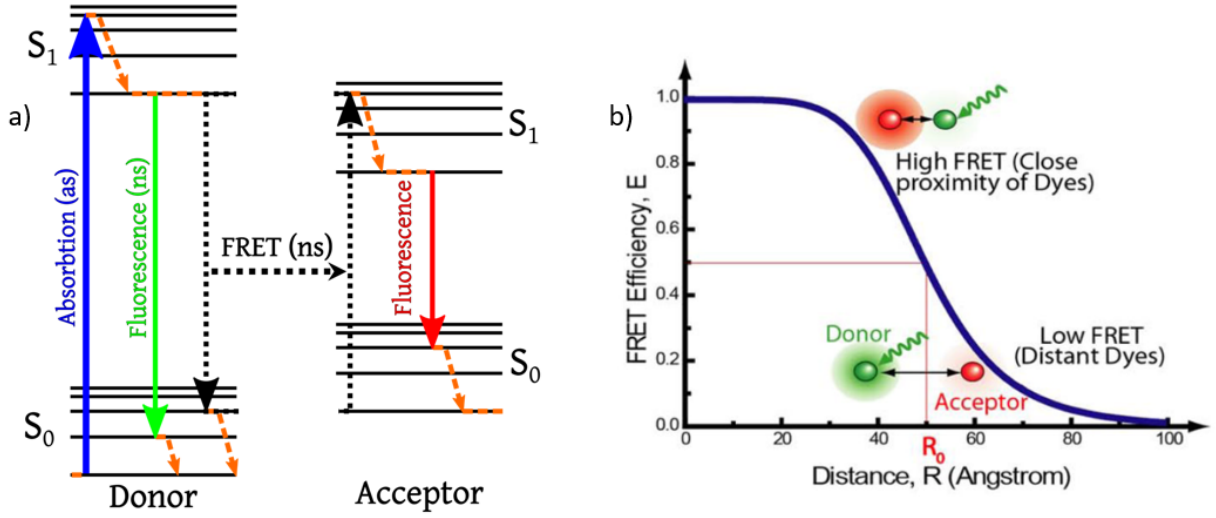 a)
S1
Absorbtion (as)
Fluorescence (ns)
FRET (ns)
S0
Donor
S1
Fluorescence
S0
Acceptor
b)
FRET Efficiency, E
1.0
0.8
0.6
0.4
0.2
0.0
High FRET (Close
proximity of Dyes)
Low FRET
(Distant Dyes)
Donor
Acceptor
0
20
40
R0
60
80
100
Distance, R (Angstrom)